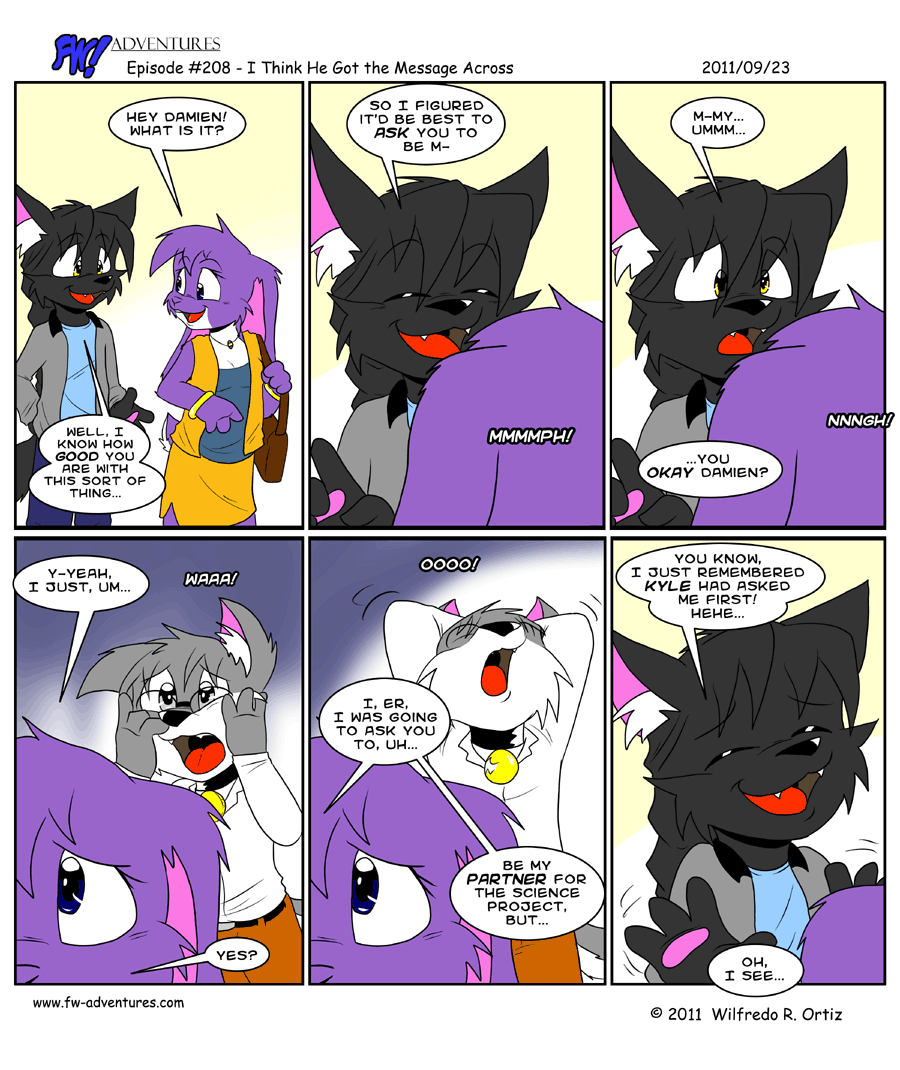 FW! ADVENTURES
Episode #208 - I Think He Got the Message Across 2011/09/23
HEY DAMIEN!
WHAT IS IT?
WELL, I
KNOW HOW
GOOD YOU
ARE WITH
THIS SORT OF
THING...
SO I FIGURED
IT'D BE BEST TO
ASK YOU TO
BE M-
MMMMPH!
M-MY...
UMMM...
NNNGH!
...YOU
OKAY DAMIEN?
Y-YEAH,
I JUST, UM...
WAAA!
YES?
OOOO!
I, ER,
I WAS GOING
TO ASK YOU
TO, UH...
BE MY
PARTNER FOR
THE SCIENCE
PROJECT,
BUT...
YOU KNOW,
I JUST REMEMBERED
KYLE HAD ASKED
ME FIRST!
HEHE...
OH,
I SEE...
www.fw-adventures.com
© 2011 Wilfredo R. Ortiz